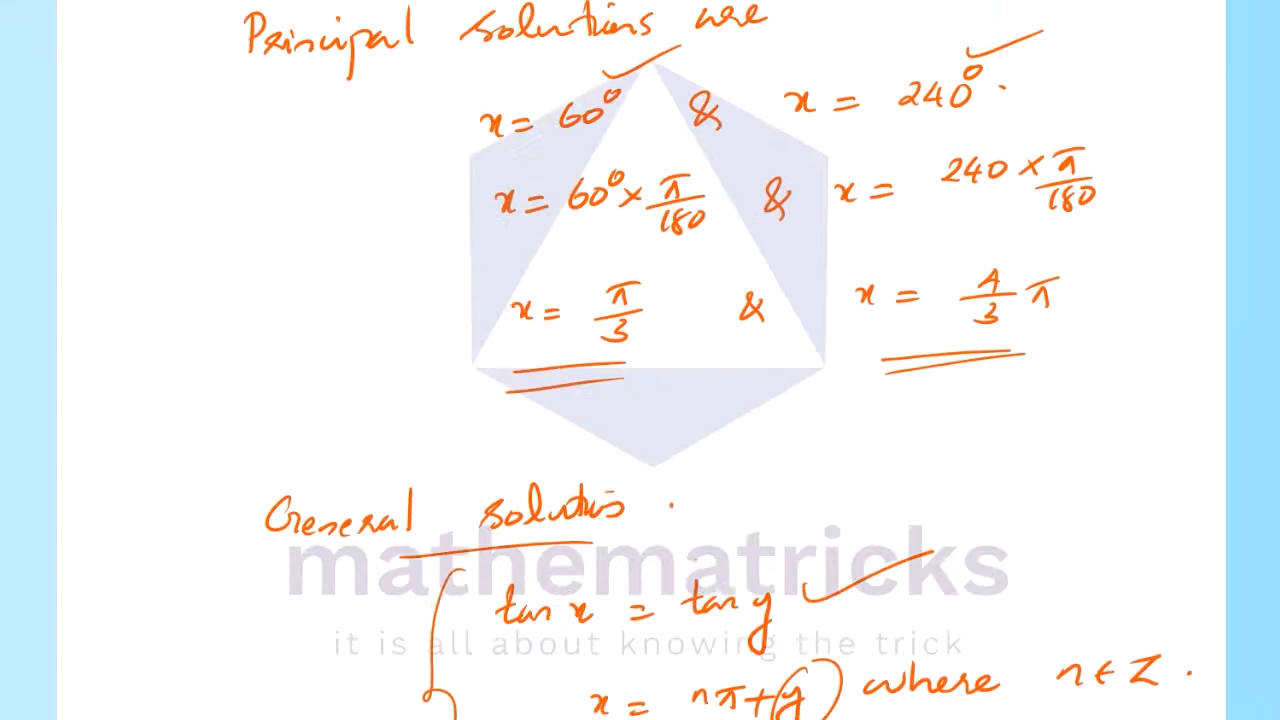 Principal solutions are
x = 60° & x = 240°.
x = 60° × π/180 & x = 240 × π/180
x = π/3 & x = 4/3 π
General solutions.
mathematricks
tan x = tan y
it is all about knowing the trick
x = nπ + y where n ∈ Z.